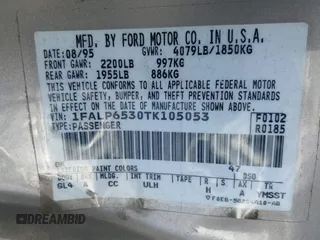 MFD. BY FORD MOTOR CO. IN U.S.A.
DATE: 08/95 GVWR: 4079LB/1850KG
FRONT GAWR: 2200LB 997KG
REAR GAWR: 1955LB 886KG
THIS VEHICLE CONFORMS TO ALL APPLICABLE FEDERAL
MOTOR VEHICLE SAFETY, BUMPER, AND THEFT PREVENTION
STANDARDS IN EFFECT ON THE DATE OF MANUFACTURE
SHOWN ABOVE.
VIN: 1FALP6530TK105053 F0102
TYPE: PASSENGER R0185
EXTERIOR PAINT COLORS 47
INT. TRIM R AX
GL4 A CC ULH H A YMSST
DREAMBID